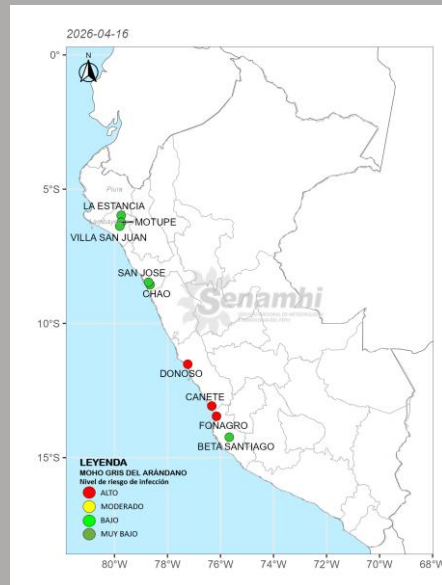 2026-04-16
0°
N
Piura
LA ESTANCIA
MOTUPE
5°S
VILLA SAN JUAN
SAN JOSE
CHAO
Senamhi
10°S
DONOSO
CANETE
FONAGRO
BETA SANTIAGO
15°S
LEYENDA
MOHO GRIS DEL ARÁNDANO
Nivel de riesgo de infección
ALTO
MODERADO
BAJO
MUY BAJO
80°W 78°W 76°W 74°W 72°W 70°W 68°W